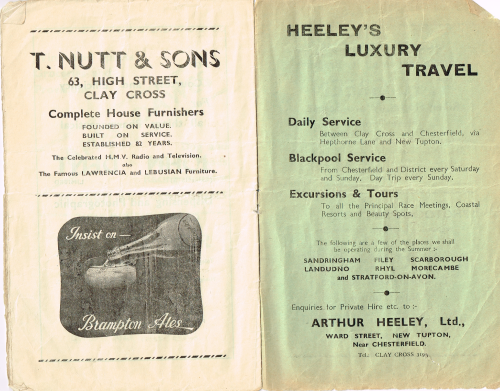 T. NUTT & SONS
63, HIGH STREET,
CLAY CROSS
Complete House Furnishers
FOUNDED ON VALUE.
BUILT ON SERVICE.
ESTABLISHED 82 YEARS.
The Celebrated H.M.V. Radio and Television.
also
The Famous LAWRENCIA and LEBUSIAN Furniture.
Insist on—
Brampton Ales
HEELEY'S
LUXURY
TRAVEL
Daily Service
Between Clay Cross and Chesterfield, via
Hepthorne Lane and New Tupton.
Blackpool Service
From Chesterfield and District every Saturday
and Sunday, Day Trip every Sunday.
Excursions & Tours
To all the Principal Race Meetings, Coastal
Resorts and Beauty Spots.
The following are a few of the places we shall
be operating during the Summer :-
SANDRINGHAM FILEY SCARBOROUGH
LANDUDNO RHYL MORECAMBE
and STRATFORD-ON-AVON.
Enquiries for Private Hire etc. to :-
ARTHUR HEELEY, Ltd.,
WARD STREET, NEW TUPTON,
Near CHESTERFIELD.
Tel.: CLAY CROSS 2194.